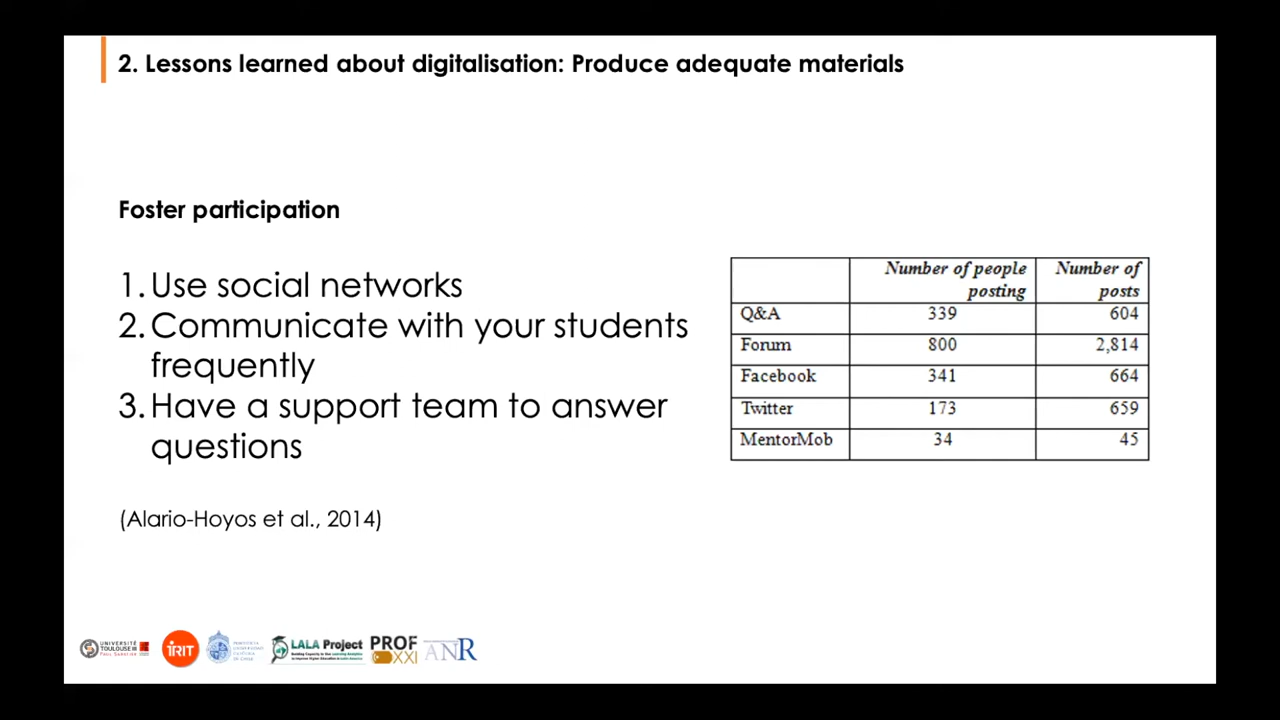 2. Lessons learned about digitalisation: Produce adequate materials
Foster participation
1. Use social networks
2. Communicate with your students
frequently
3. Have a support team to answer
questions
(Alario-Hoyos et al., 2014)
Number of people posting Number of posts
Q&A 339 604
Forum 800 2,814
Facebook 341 664
Twitter 173 659
MentorMob 34 45
UNIVERSITÉ
TOULOUSE III
IRIT
LALA Project
PROF
XXI
ANR